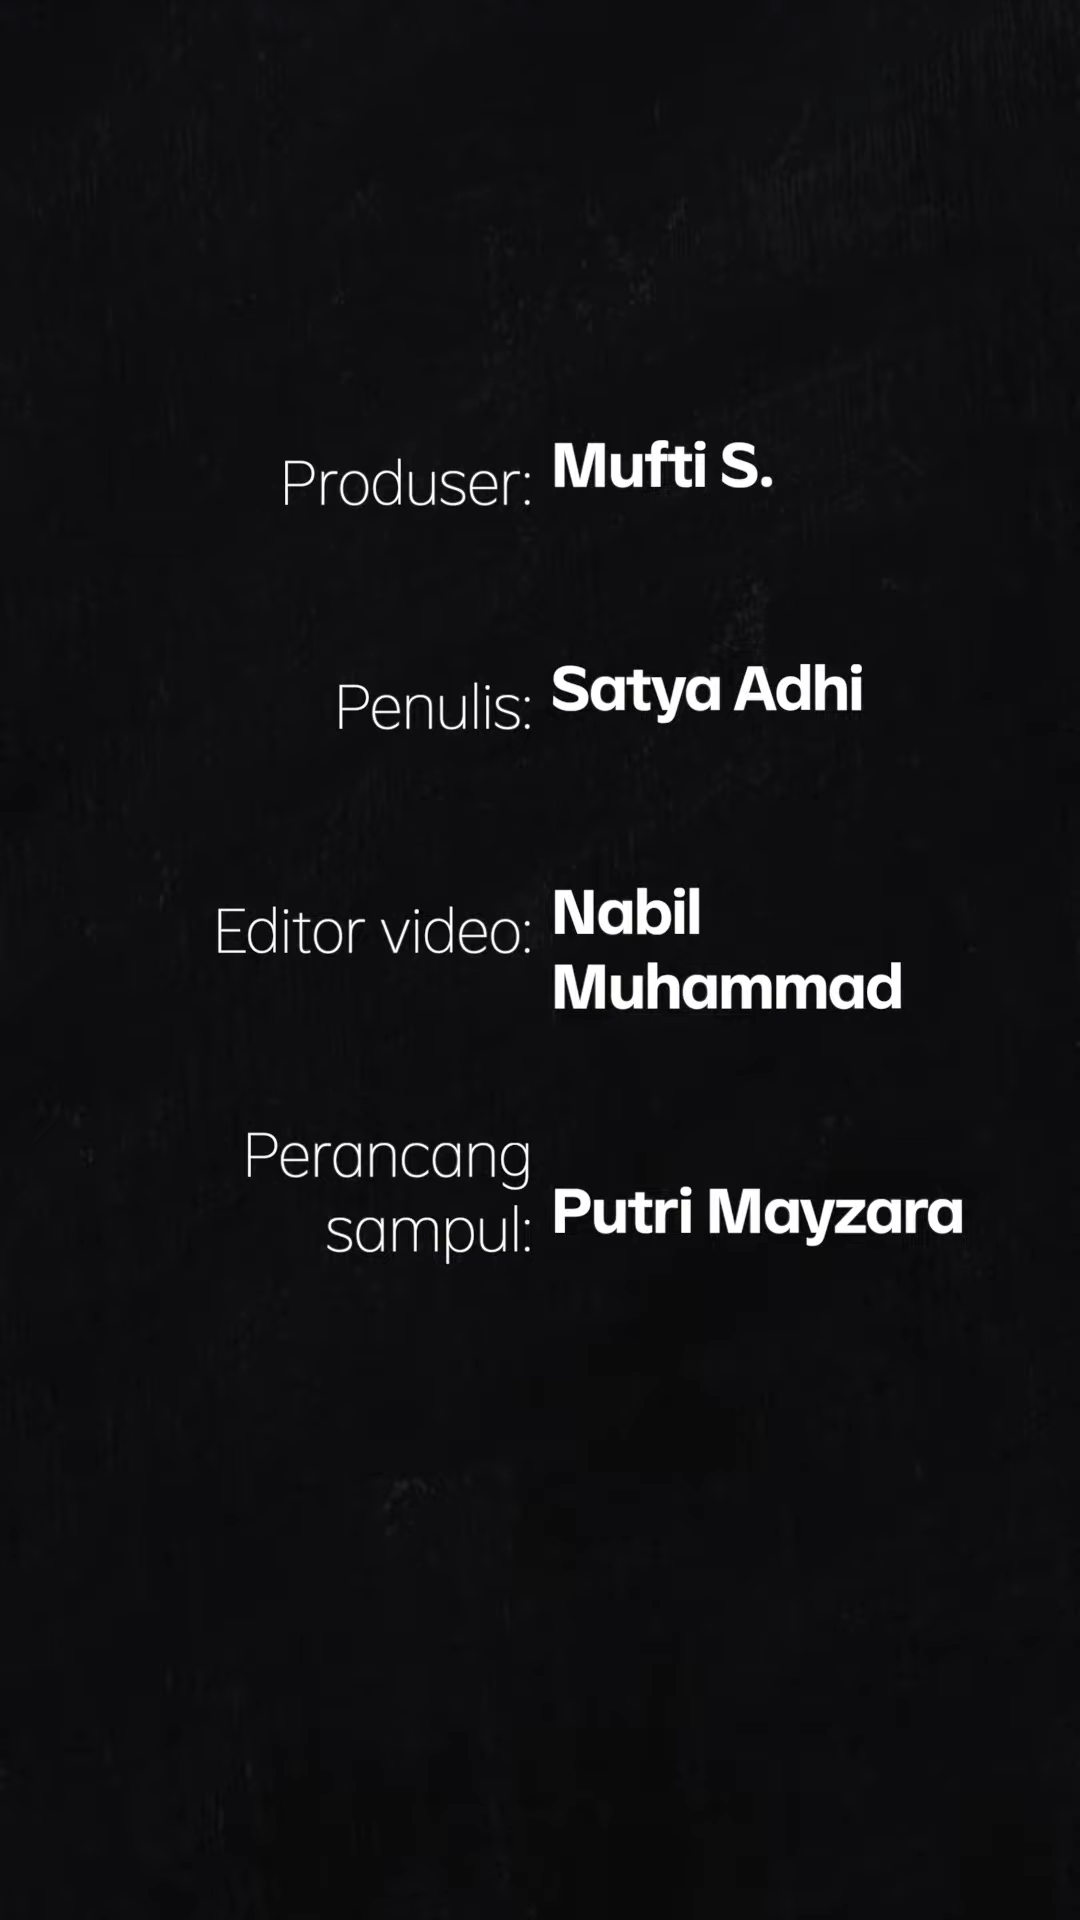 Produser: Mufti S.
Penulis: Satya Adhi
Editor video: Nabil
Muhammad
Perancang
sampul: Putri Mayzara